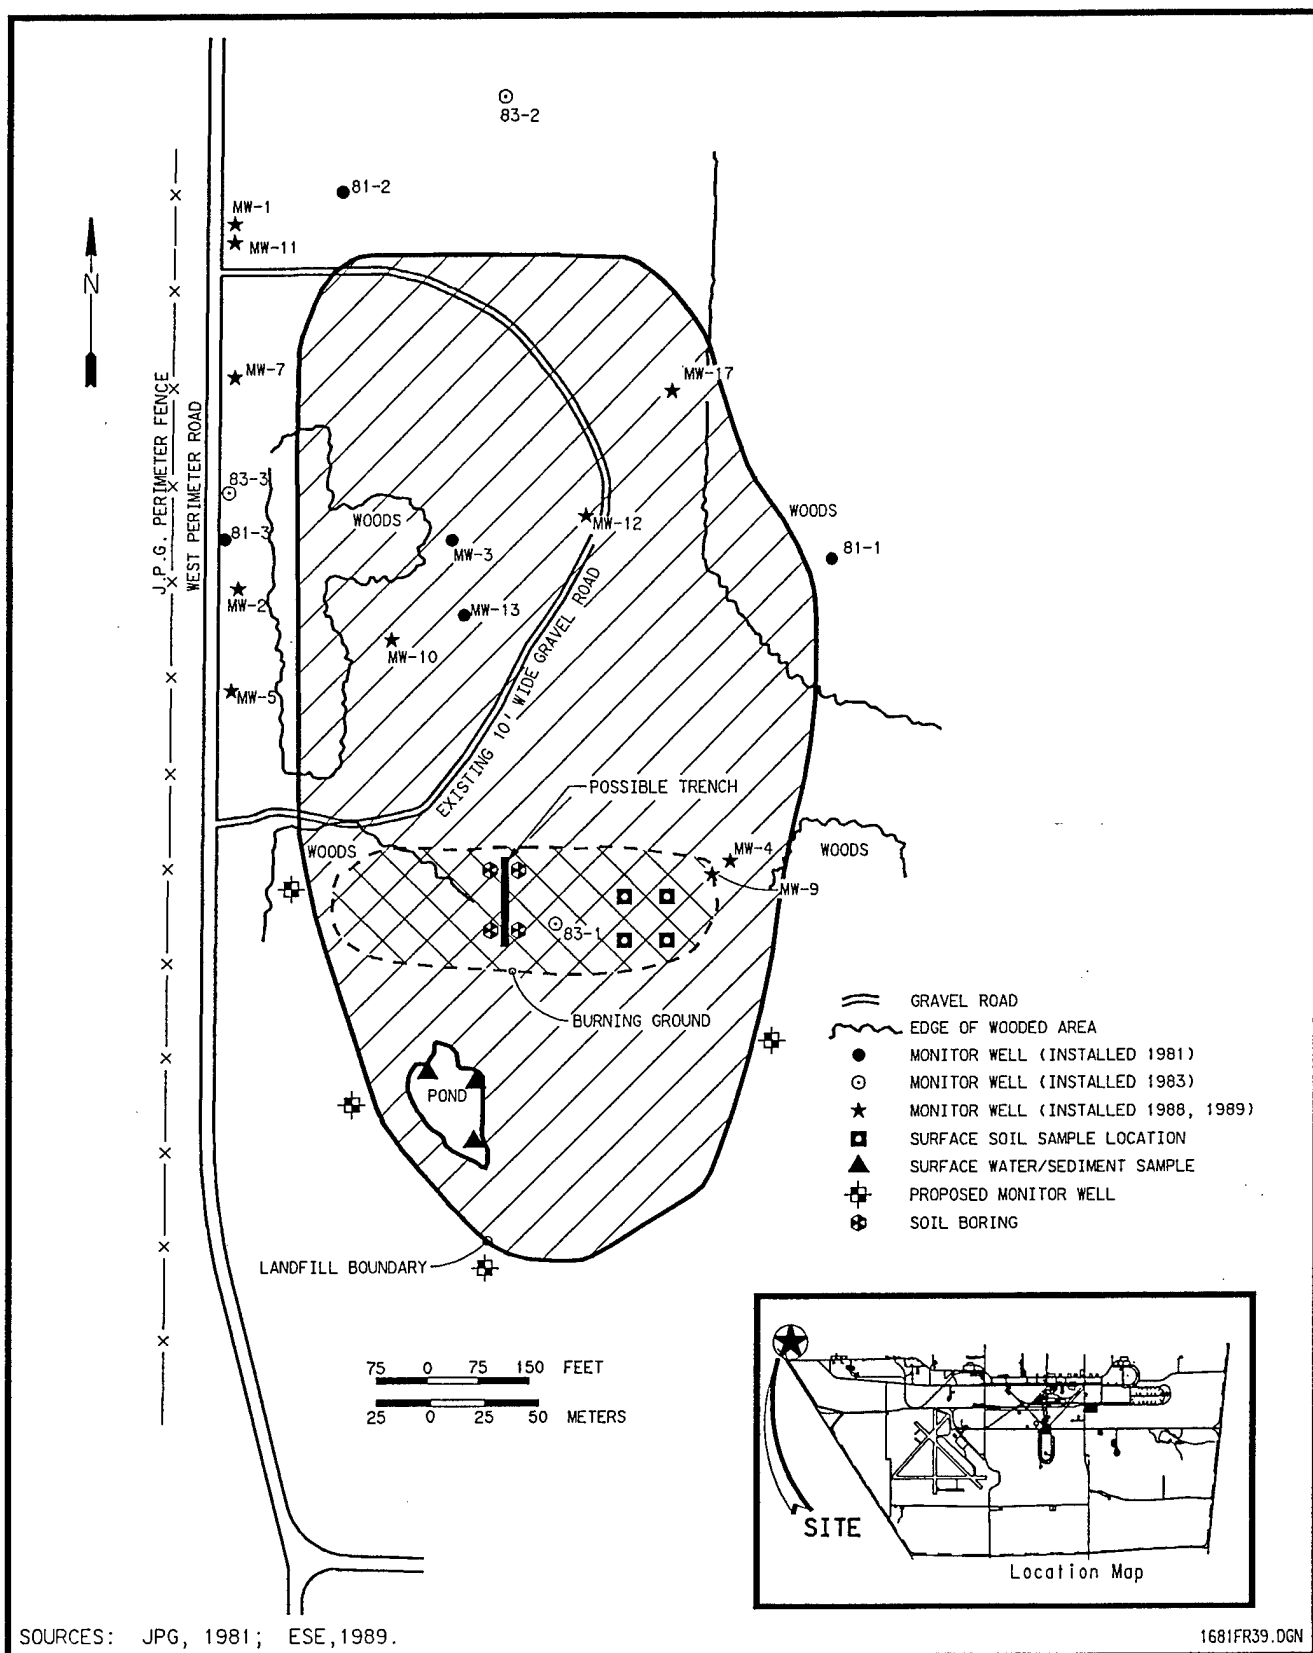 83-2
81-2
MW-1
MW-11
N
MW-7
MW-17
J.P.G. PERIMETER FENCE
WEST PERIMETER ROAD
83-3
WOODS
MW-12
WOODS
81-3
MW-3
81-1
MW-2
MW-13
MW-10
MW-5
EXISTING 10' WIDE GRAVEL ROAD
POSSIBLE TRENCH
WOODS
MW-4
WOODS
MW-9
83-1
BURNING GROUND
POND
LANDFILL BOUNDARY
GRAVEL ROAD
EDGE OF WOODED AREA
MONITOR WELL (INSTALLED 1981)
MONITOR WELL (INSTALLED 1983)
MONITOR WELL (INSTALLED 1988, 1989)
SURFACE SOIL SAMPLE LOCATION
SURFACE WATER/SEDIMENT SAMPLE
PROPOSED MONITOR WELL
SOIL BORING
75 0 75 150 FEET
25 0 25 50 METERS
SITE
Location Map
SOURCES: JPG, 1981; ESE,1989.
1681FR39.DGN